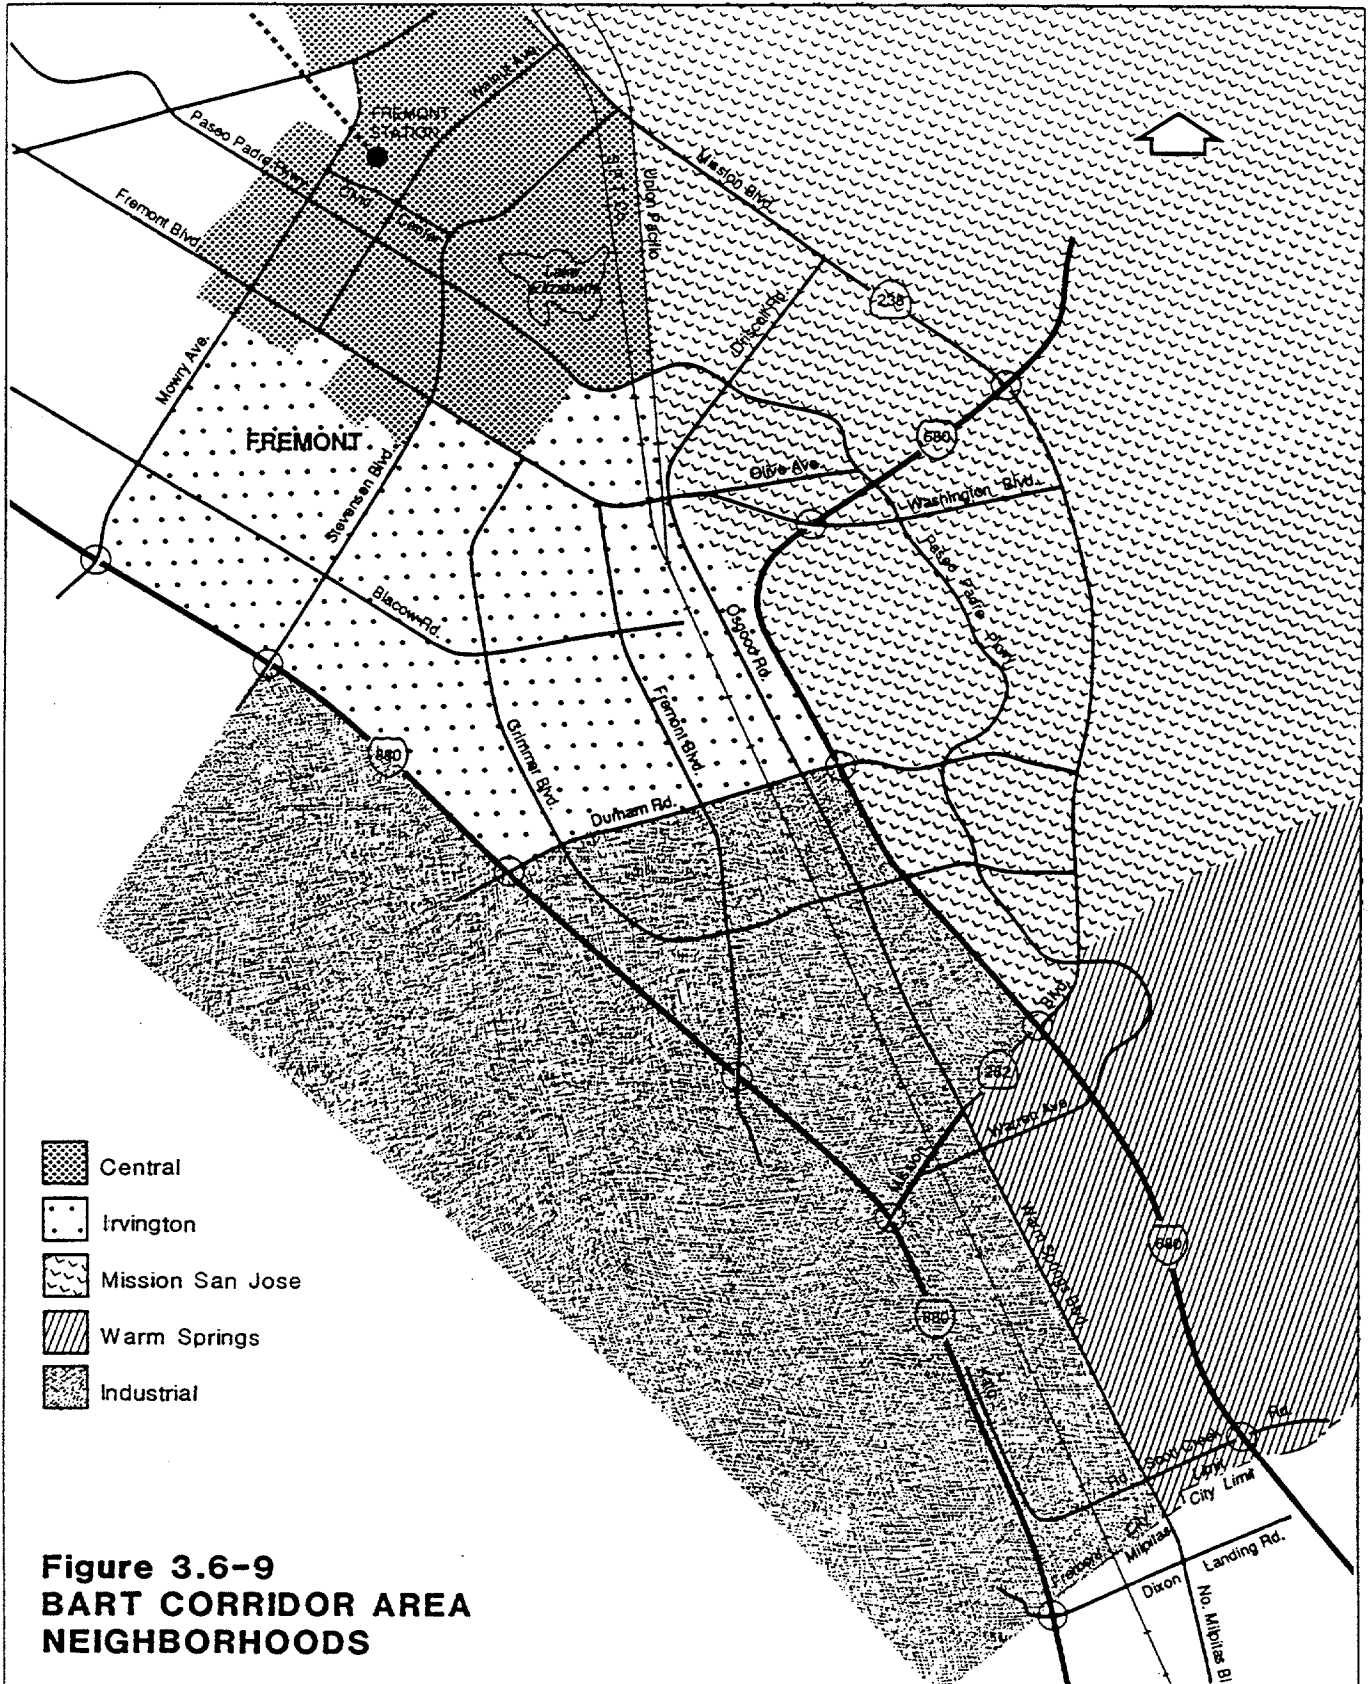 Walnut Ave.
FREMONT
STATION
Paseo Padre Pkwy.
Civic
Center
Fremont Blvd.
Union Pacific
Mission Blvd.
Lake
Elizabeth
238
Driscoll Rd.
Mowry Ave.
FREMONT
680
Olive Ave.
Washington Blvd.
Stevenson Blvd.
Paseo Padre Pkwy
Blacow Rd.
Osgood Rd.
Fremont Blvd.
Grimmer Blvd.
880
Durham Rd.
Blvd.
262
Warren Ave.
Mission
Central
Irvington
Mission San Jose
Warm Springs
Industrial
Warm Springs Blvd.
680
880
Kato
Rd.
Scott Creek Rd.
City Limit
City Limit
Fremont
Milpitas
Dixon Landing Rd.
No. Milpitas Bl
Figure 3.6-9
BART CORRIDOR AREA
NEIGHBORHOODS